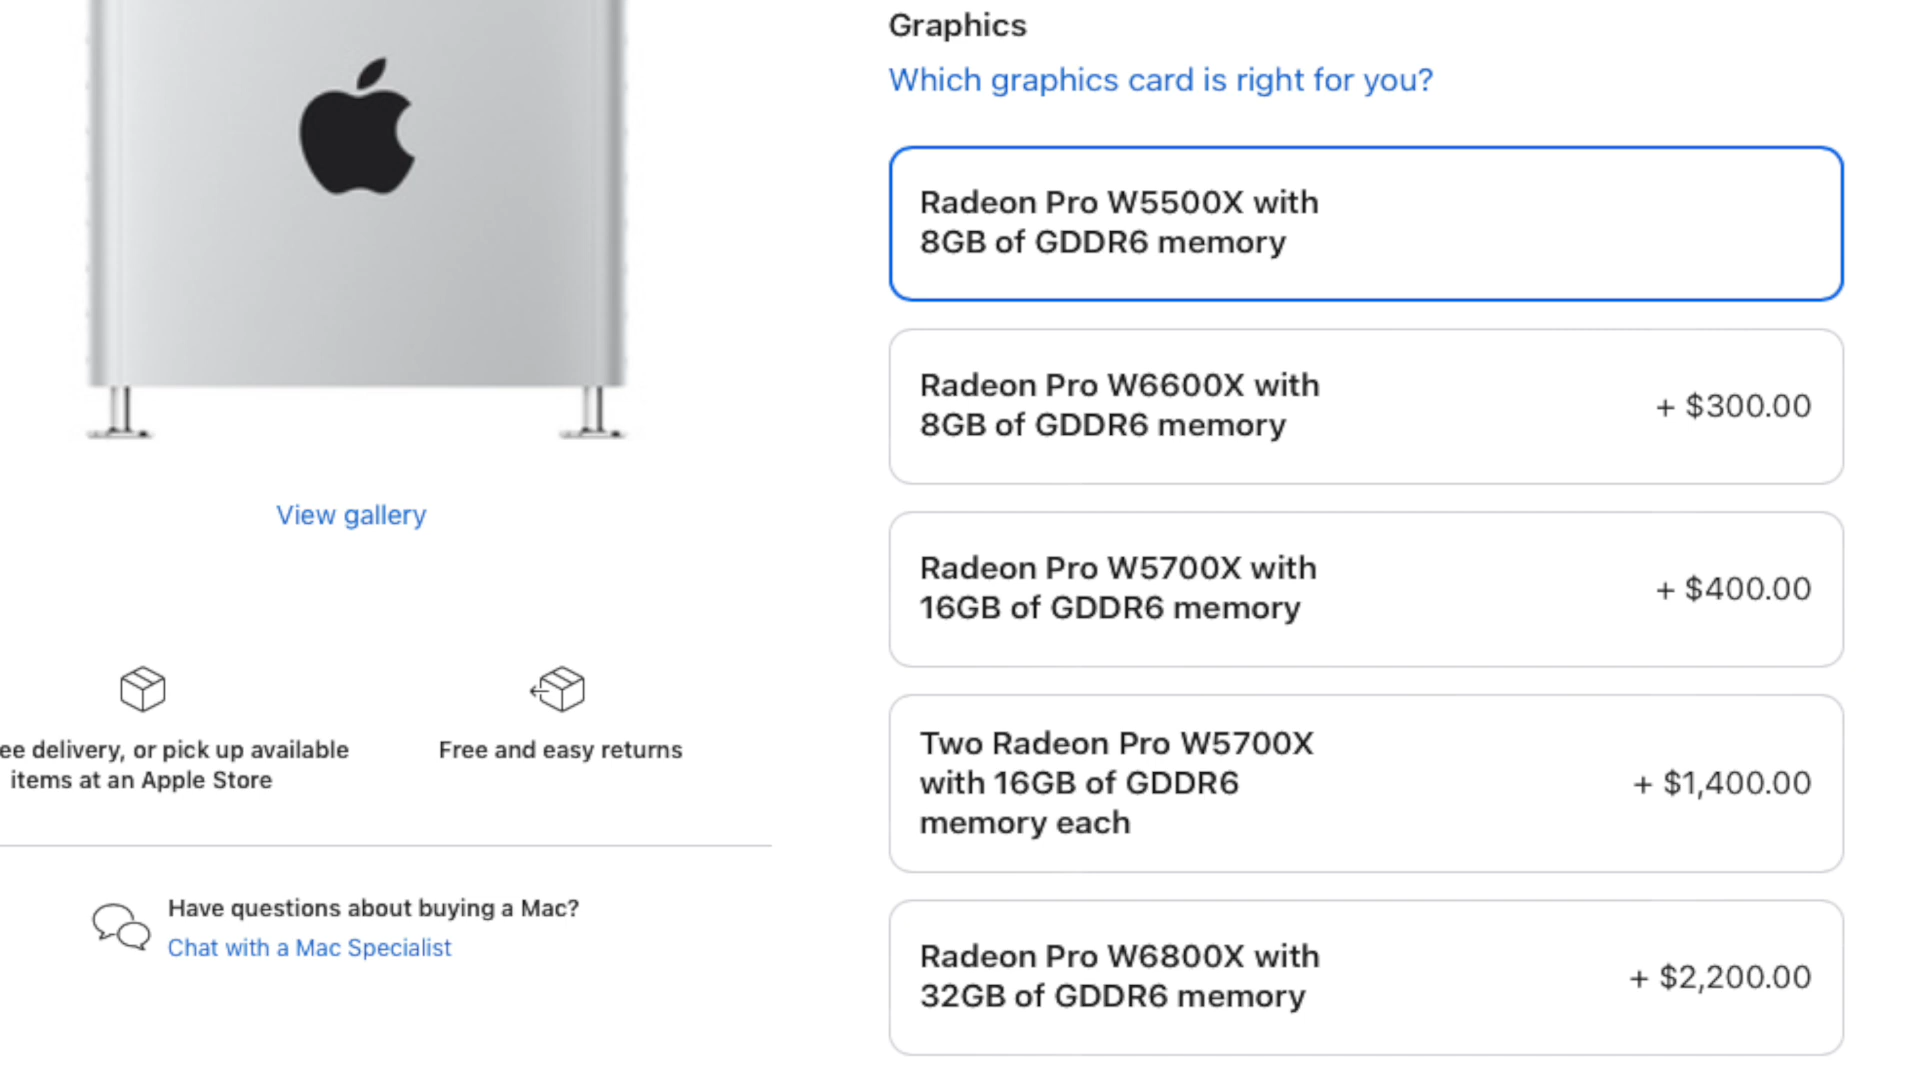 Graphics
Which graphics card is right for you?
Radeon Pro W5500X with
8GB of GDDR6 memory
Radeon Pro W6600X with
8GB of GDDR6 memory
+ $300.00
Radeon Pro W5700X with
16GB of GDDR6 memory
+ $400.00
Two Radeon Pro W5700X
with 16GB of GDDR6
memory each
+ $1,400.00
Radeon Pro W6800X with
32GB of GDDR6 memory
+ $2,200.00
View gallery
ee delivery, or pick up available
items at an Apple Store
Free and easy returns
Have questions about buying a Mac?
Chat with a Mac Specialist